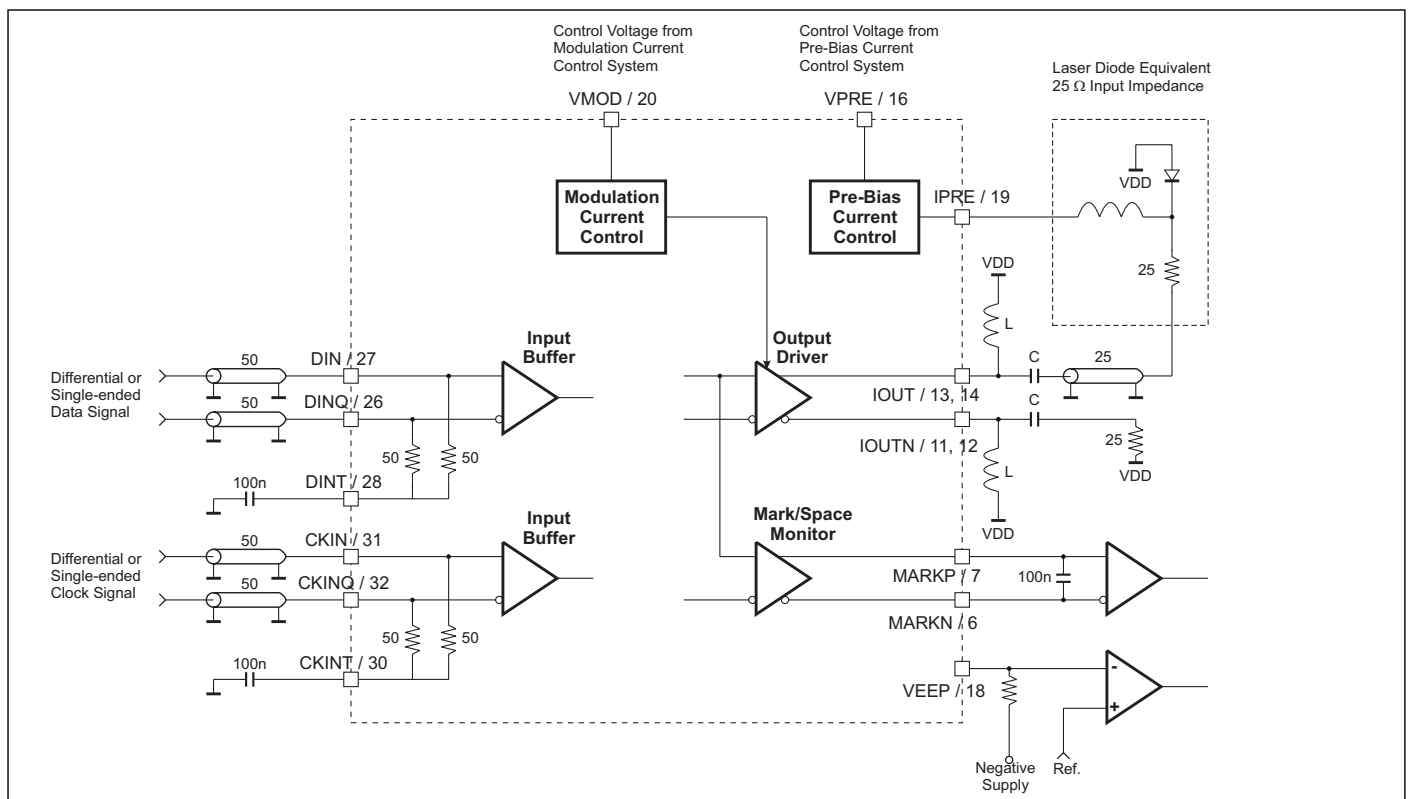 Control Voltage from
Modulation Current
Control System
Control Voltage from
Pre-Bias Current
Control System
Laser Diode Equivalent
25 Ω Input Impedance
VMOD / 20
VPRE / 16
VDD
Modulation
Current
Control
Pre-Bias
Current
Control
IPRE / 19
25
VDD
L
Input
Buffer
Output
Driver
50
DIN / 27
C
25
Differential or
Single-ended
Data Signal
50
DINQ / 26
IOUT / 13, 14
C
IOUTN / 11, 12
25
VDD
50
50
L
100n
DINT / 28
VDD
Input
Buffer
Mark/Space
Monitor
50
CKIN / 31
Differential or
Single-ended
Clock Signal
50
CKINQ / 32
MARKP / 7
100n
MARKN / 6
50
50
100n
CKINT / 30
VEEP / 18
-
+
Negative
Supply
Ref.